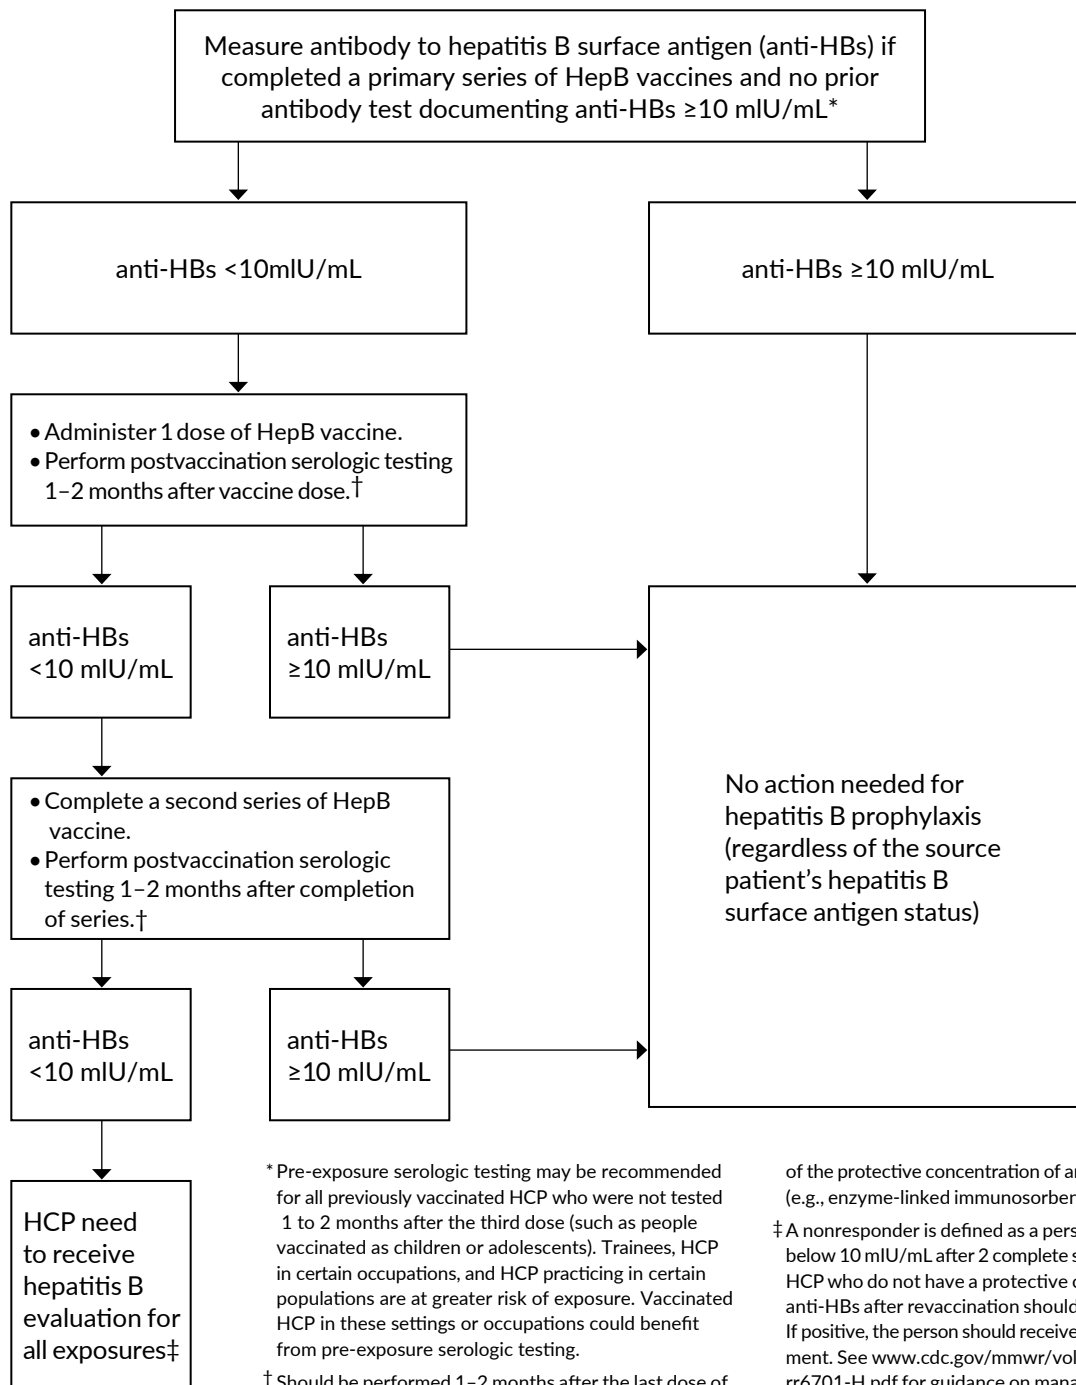 Measure antibody to hepatitis B surface antigen (anti-HBs) if
completed a primary series of HepB vaccines and no prior
antibody test documenting anti-HBs ≥10 mIU/mL*
anti-HBs <10mIU/mL
anti-HBs ≥10 mIU/mL
• Administer 1 dose of HepB vaccine.
• Perform postvaccination serologic testing
1–2 months after vaccine dose.†
anti-HBs
<10 mIU/mL
anti-HBs
≥10 mIU/mL
• Complete a second series of HepB
vaccine.
• Perform postvaccination serologic
testing 1–2 months after completion
of series.†
No action needed for
hepatitis B prophylaxis
(regardless of the source
patient’s hepatitis B
surface antigen status)
anti-HBs
<10 mIU/mL
anti-HBs
≥10 mIU/mL
HCP need
to receive
hepatitis B
evaluation for
all exposures‡
* Pre-exposure serologic testing may be recommended
for all previously vaccinated HCP who were not tested
1 to 2 months after the third dose (such as people
vaccinated as children or adolescents). Trainees, HCP
in certain occupations, and HCP practicing in certain
populations are at greater risk of exposure. Vaccinated
HCP in these settings or occupations could benefit
from pre-exposure serologic testing.
† Should be performed 1–2 months after the last dose of
of the protective concentration of
(e.g., enzyme-linked
‡ A nonresponder is defined as a
below 10 mIU/mL after 2 complete
HCP who do not have a protective
anti-HBs after revaccination should
If positive, the person should receive
ment. See www.cdc.gov/mmwr/
rr6701-H.pdf for guidance on